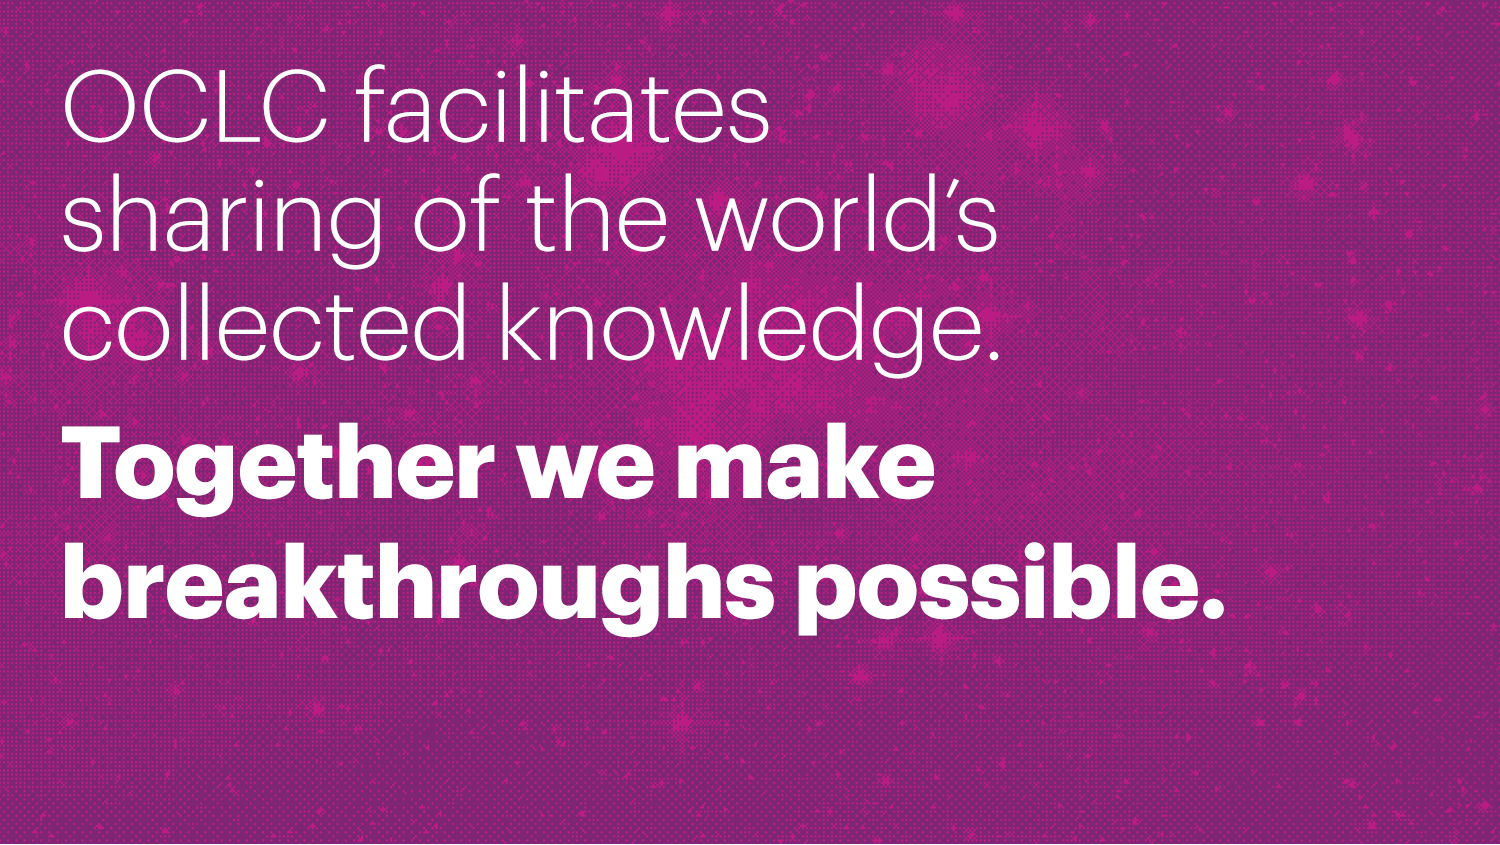 OCLC facilitates
sharing of the world’s
collected knowledge.
Together we make
breakthroughs possible.